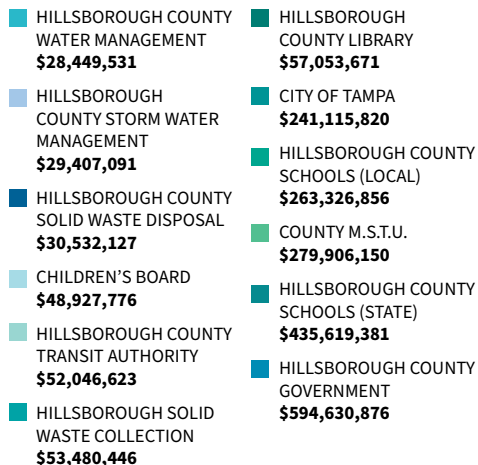 HILLSBOROUGH COUNTY
WATER MANAGEMENT
$28,449,531
HILLSBOROUGH
COUNTY STORM WATER
MANAGEMENT
$29,407,091
HILLSBOROUGH COUNTY
SOLID WASTE DISPOSAL
$30,532,127
CHILDREN’S BOARD
$48,927,776
HILLSBOROUGH COUNTY
TRANSIT AUTHORITY
$52,046,623
HILLSBOROUGH SOLID
WASTE COLLECTION
$53,480,446
HILLSBOROUGH
COUNTY LIBRARY
$57,053,671
CITY OF TAMPA
$241,115,820
HILLSBOROUGH COUNTY
SCHOOLS (LOCAL)
$263,326,856
COUNTY M.S.T.U.
$279,906,150
HILLSBOROUGH COUNTY
SCHOOLS (STATE)
$435,619,381
HILLSBOROUGH COUNTY
GOVERNMENT
$594,630,876